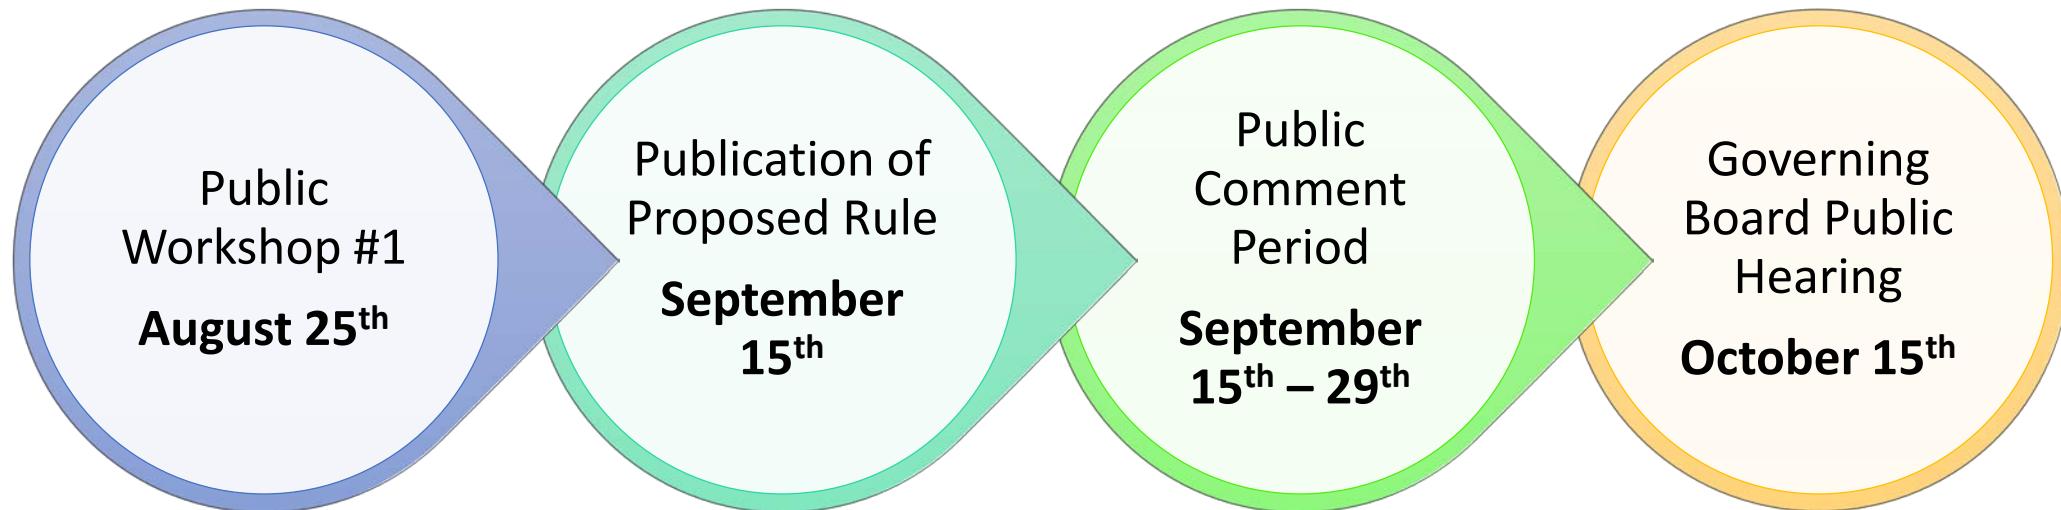 Public
Workshop #1
August 25th
Publication of
Proposed Rule
September
15th
Public
Comment
Period
September
15th – 29th
Governing
Board Public
Hearing
October 15th